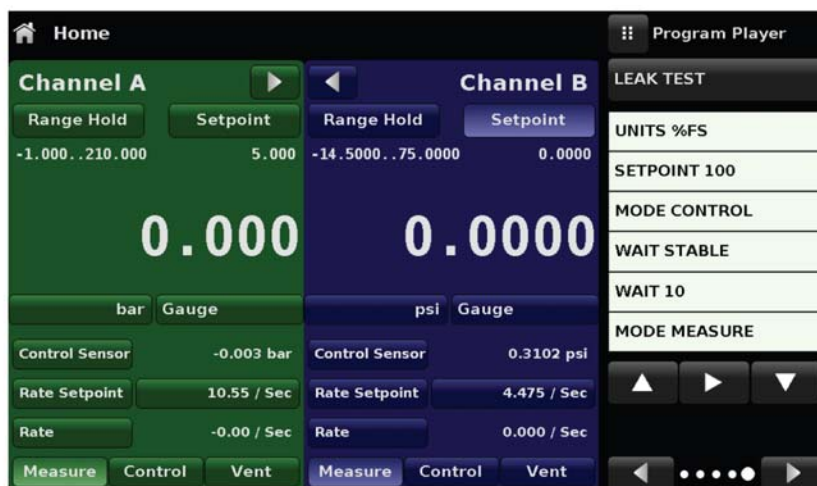 Home
Program Player
Channel A
Channel B
LEAK TEST
Range Hold Setpoint
Range Hold Setpoint
-1.000..210.000 5.000
-14.5000..75.0000 0.0000
UNITS %FS
SETPOINT 100
MODE CONTROL
WAIT STABLE
WAIT 10
MODE MEASURE
0.000
0.0000
bar Gauge
psi Gauge
Control Sensor -0.003 bar
Control Sensor 0.3102 psi
Rate Setpoint 10.55 / Sec
Rate Setpoint 4.475 / Sec
Rate -0.00 / Sec
Rate 0.000 / Sec
Measure Control Vent
Measure Control Vent